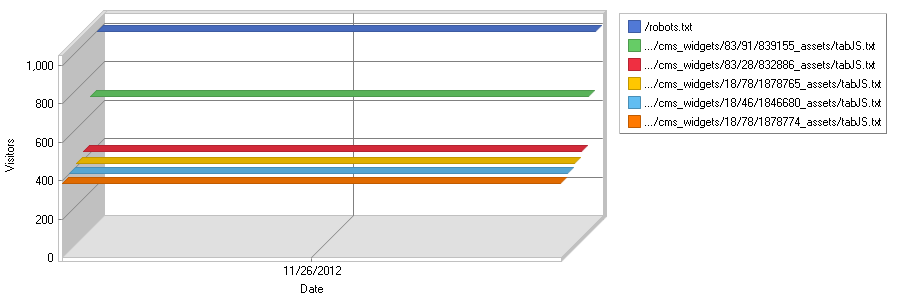 /robots.txt
.../cms_widgets/83/91/839155_assets/tabJS.txt
.../cms_widgets/83/28/832886_assets/tabJS.txt
.../cms_widgets/18/78/1878765_assets/tabJS.txt
.../cms_widgets/18/46/1846680_assets/tabJS.txt
.../cms_widgets/18/78/1878774_assets/tabJS.txt
Visitors
1,000
800
600
400
200
0
11/26/2012
Date